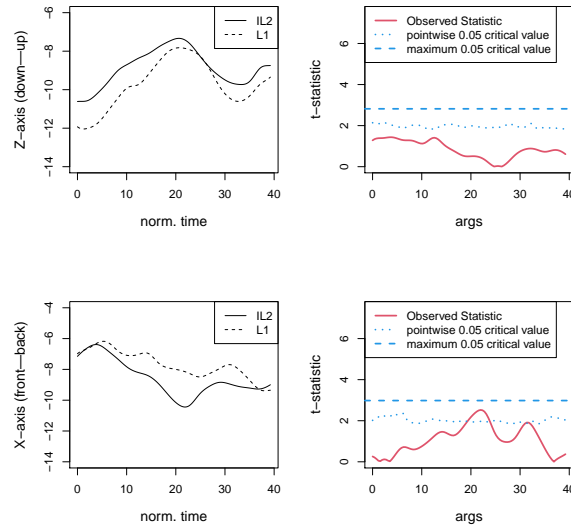 IL2
L1
Z−axis (down—up)
−4
−6
−8
−10
−12
−14
0 10 20 30 40
norm. time
Observed Statistic
pointwise 0.05 critical value
maximum 0.05 critical value
t−statistic
6
4
2
0
0 10 20 30 40
args
IL2
L1
X−axis (front—back)
−4
−6
−8
−10
−12
−14
0 10 20 30 40
norm. time
Observed Statistic
pointwise 0.05 critical value
maximum 0.05 critical value
t−statistic
6
4
2
0
0 10 20 30 40
args